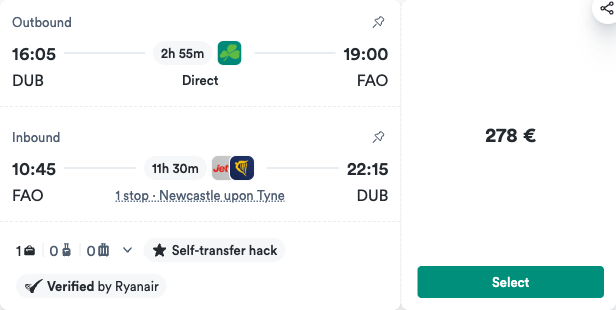 Outbound
16:05
2h 55m
19:00
DUB
Direct
FAO
Inbound
10:45
11h 30m
Jet
22:15
FAO
1 stop · Newcastle upon Tyne
DUB
1 0 0 Self-transfer hack
Verified by Ryanair
278 €
Select